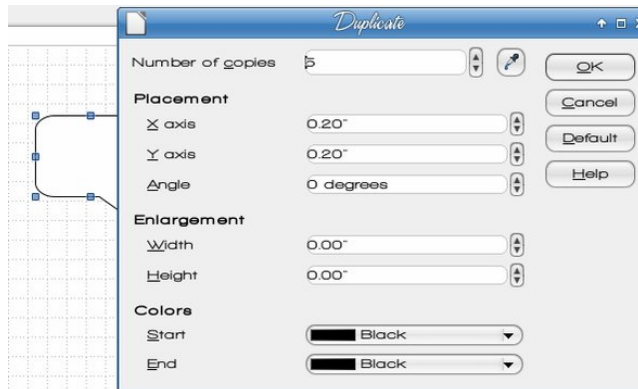 Duplicate
Number of copies 5
OK
Placement
Cancel
X axis 0.20"
Y axis 0.20"
Default
Angle 0 degrees
Help
Enlargement
Width 0.00"
Height 0.00"
Colors
Start Black
End Black